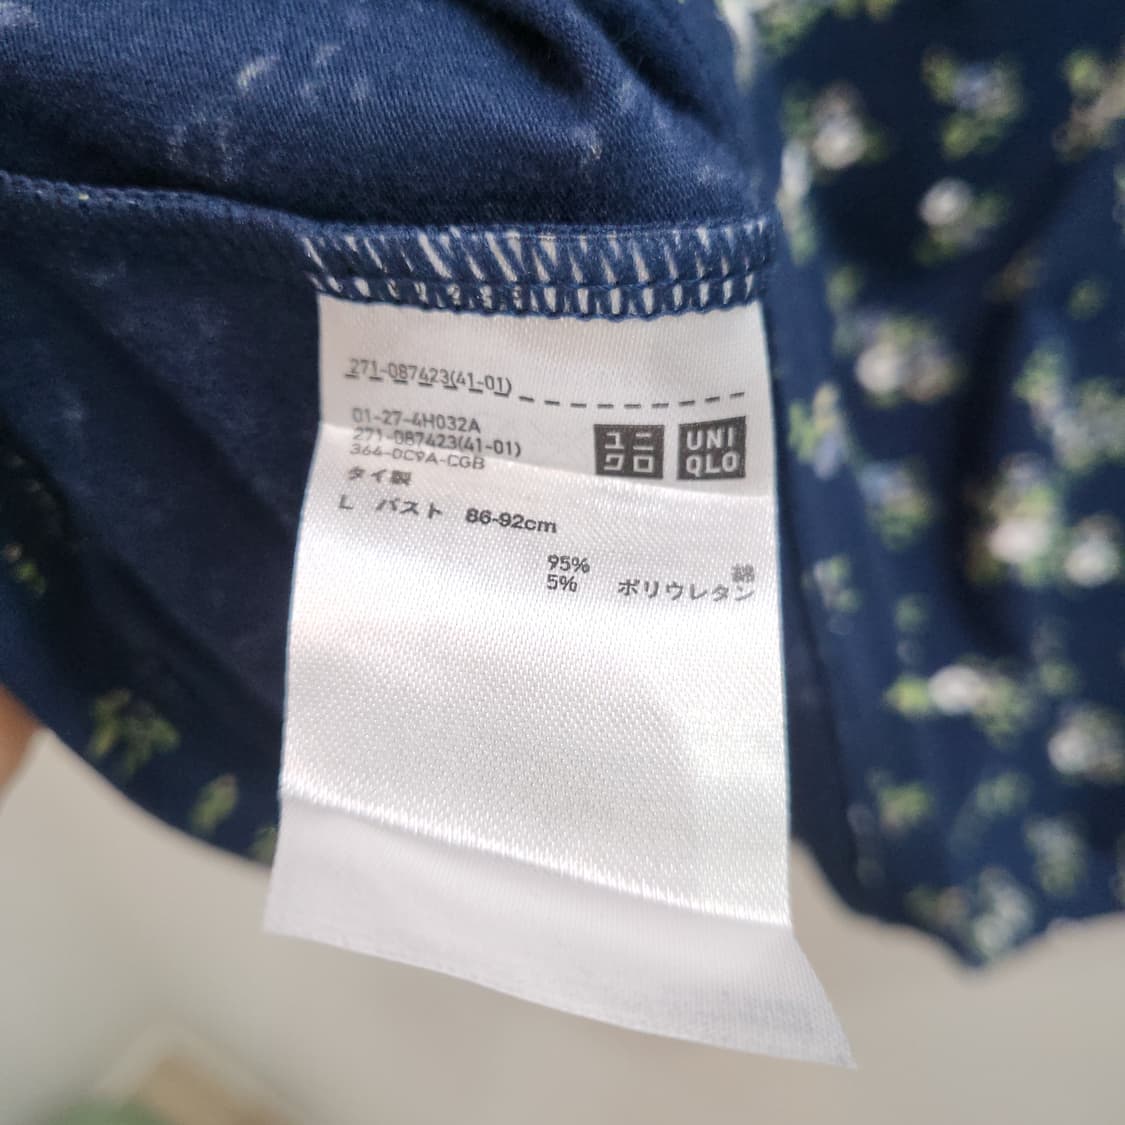 271-087423(41-01)
01-27-4H032A
271-087423(41-01)
364-DC9A-CGB
ユニ
クロ
UNI
QLO
タイ製
L バスト 86-92cm
95% 綿
5% ポリウレタン